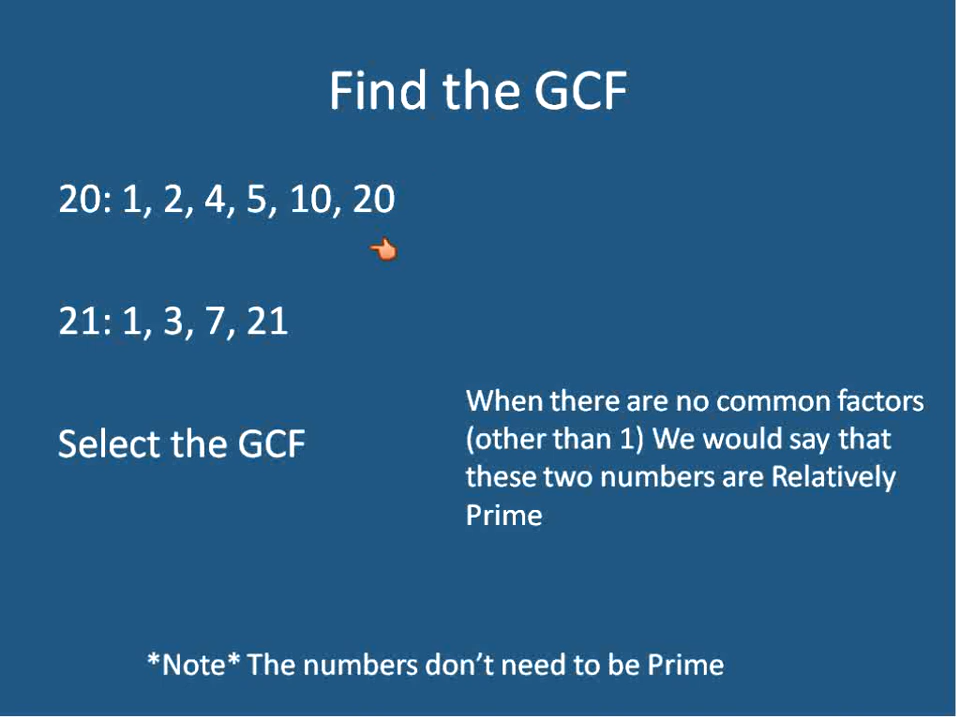 Find the GCF
20: 1, 2, 4, 5, 10, 20
21: 1, 3, 7, 21
Select the GCF
When there are no common factors
(other than 1) We would say that
these two numbers are Relatively
Prime
*Note* The numbers don’t need to be Prime